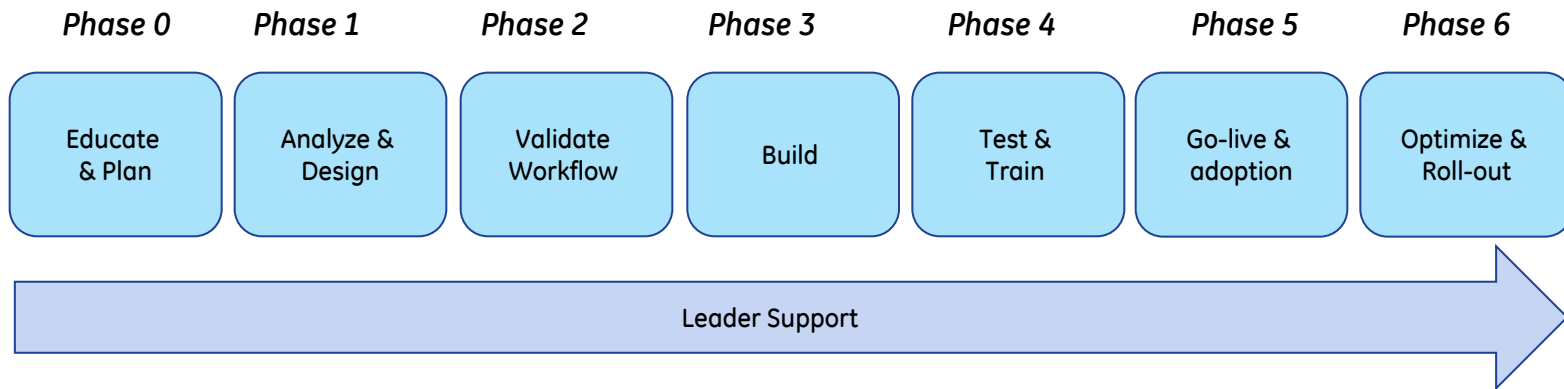 Phase 0
Phase 1
Phase 2
Phase 3
Phase 4
Phase 5
Phase 6
Educate
& Plan
Analyze &
Design
Validate
Workflow
Build
Test &
Train
Go-live &
adoption
Optimize &
Roll-out
Leader Support